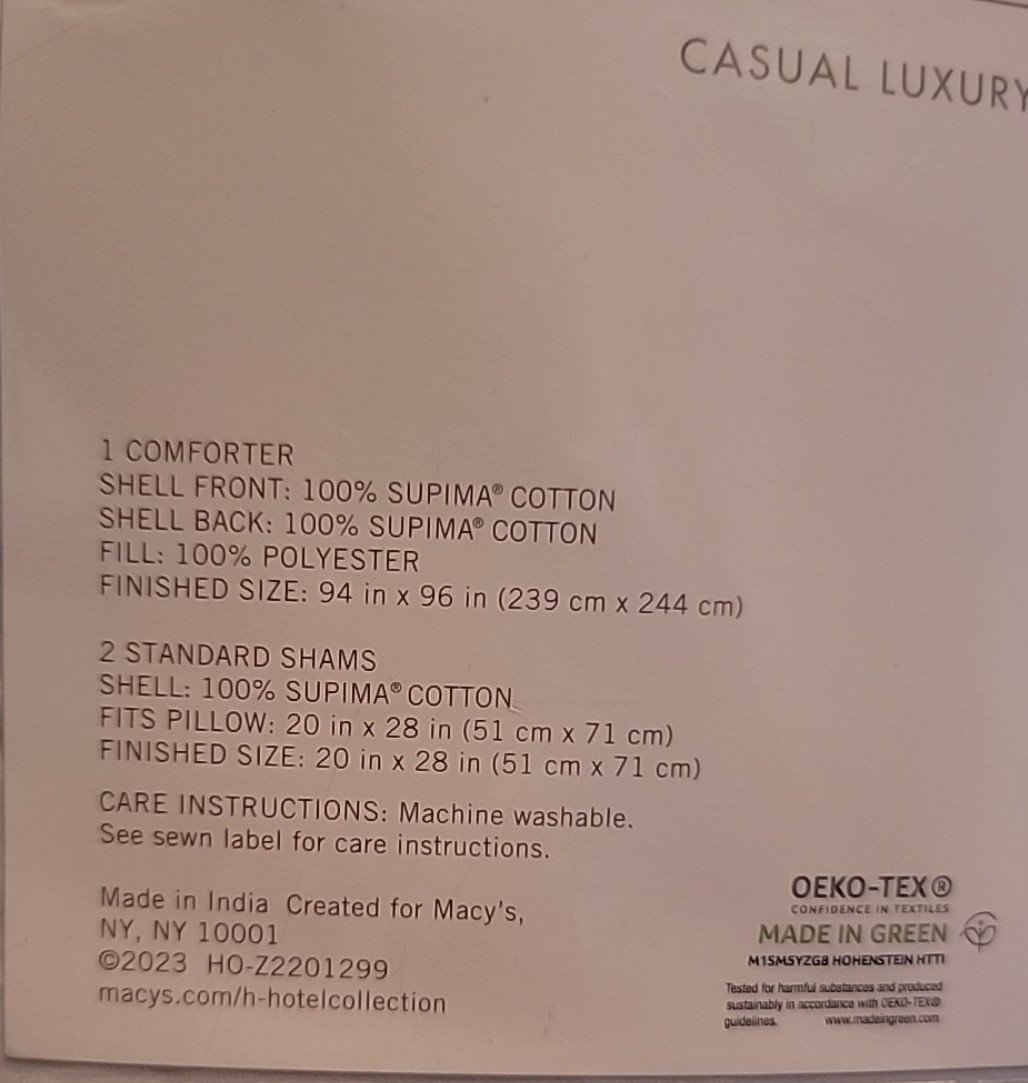 CASUAL LUXURY
1 COMFORTER
SHELL FRONT: 100% SUPIMA® COTTON
SHELL BACK: 100% SUPIMA® COTTON
FILL: 100% POLYESTER
FINISHED SIZE: 94 in x 96 in (239 cm x 244 cm)
2 STANDARD SHAMS
SHELL: 100% SUPIMA® COTTON
FITS PILLOW: 20 in x 28 in (51 cm x 71 cm)
FINISHED SIZE: 20 in x 28 in (51 cm x 71 cm)
CARE INSTRUCTIONS: Machine washable.
See sewn label for care instructions.
Made in India Created for Macy's,
NY, NY 10001
©2023 HO-Z2201299
macys.com/h-hotelcollection
OEKO-TEX®
CONFIDENCE IN TEXTILES
MADE IN GREEN
M15MSYZG8 HOHENSTEIN HTTI
Tested for harmful substances and produced
sustainably in accordance with OEKO-TEX®
guidelines. www.madeingreen.com